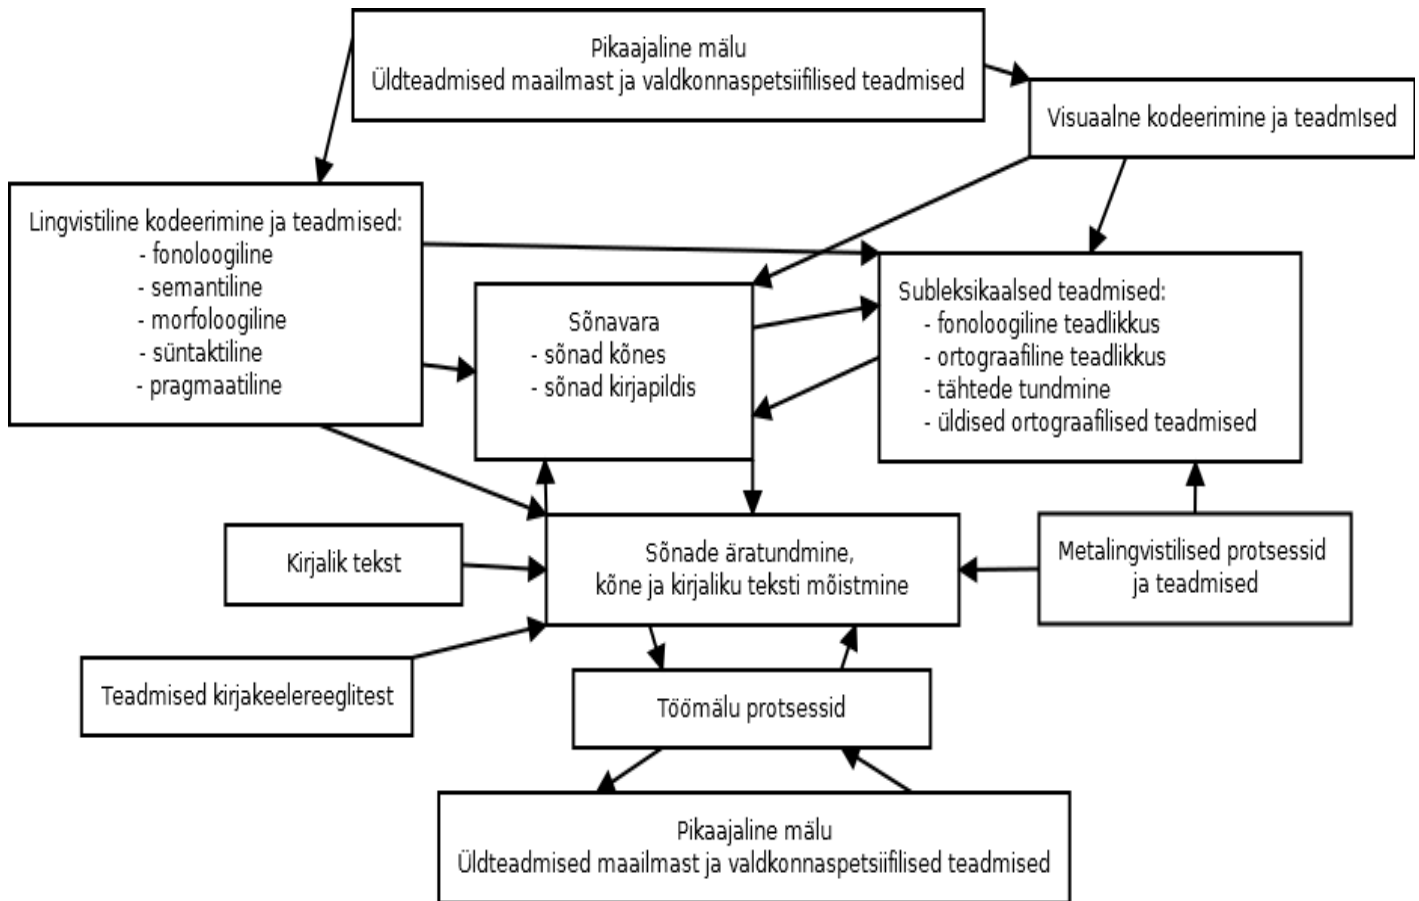 Pikaajaline mälu
Üldteadmised maailmast ja valdkonnaspetsiifilised teadmised
Visuaalne kodeerimine ja teadmIsed
Lingvistiline kodeerimine ja teadmised:
- fonoloogiline
- semantiline
- morfoloogiline
- süntaktiline
- pragmaatiline
Sõnavara
- sõnad kõnes
- sõnad kirjapildis
Subleksikaalsed teadmised:
- fonoloogiline teadlikkus
- ortograafiline teadlikkus
- tähtede tundmine
- üldised ortograafilised teadmised
Kirjalik tekst
Sõnade äratundmine,
kõne ja kirjaliku teksti mõistmine
Metalingvistilised protsessid
ja teadmised
Teadmised kirjakeelereeglitest
Töömälu protsessid
Pikaajaline mälu
Üldteadmised maailmast ja valdkonnaspetsiifilised teadmised